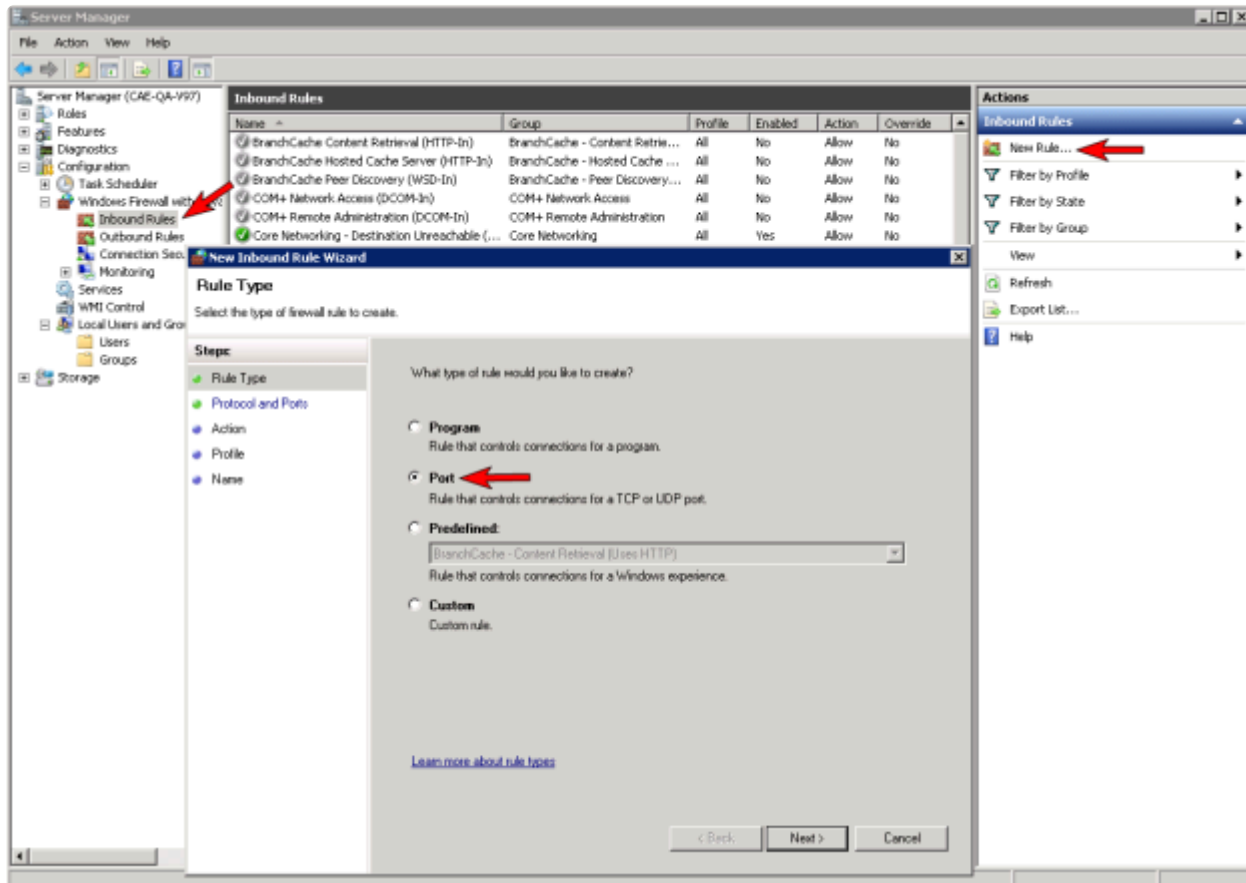 Server Manager
File Action View Help
Server Manager (CAE-QA-V97)
Roles
Features
Diagnostics
Configuration
Task Scheduler
Windows Firewall with
Inbound Rules
Outbound Rules
Connection Sec
Monitoring
Services
WMI Control
Local Users and Grou
Users
Groups
Storage
Inbound Rules
Name Group Profile Enabled Action Override
BranchCache Content Retrieval (HTTP-In) BranchCache - Content Retrie... All No Allow No
BranchCache Hosted Cache Server (HTTP-In) BranchCache - Hosted Cache ... All No Allow No
BranchCache Peer Discovery (WSD-In) BranchCache - Peer Discovery... All No Allow No
COM+ Network Access (DCOM-In) COM+ Network Access All No Allow No
COM+ Remote Administration (DCOM-In) COM+ Remote Administration All No Allow No
Core Networking - Destination Unreachable (... Core Networking All Yes Allow No
Actions
Inbound Rules
New Rule...
Filter by Profile
Filter by State
Filter by Group
View
Refresh
Export List...
Help
New Inbound Rule Wizard
Rule Type
Select the type of firewall rule to create.
Steps:
Rule Type
Protocol and Ports
Action
Profile
Name
What type of rule would you like to create?
Program
Rule that controls connections for a program.
Port
Rule that controls connections for a TCP or UDP port.
Predefined:
BranchCache - Content Retrieval (Uses HTTP)
Rule that controls connections for a Windows experience.
Custom
Custom rule.
Learn more about rule types
< Back Next > Cancel